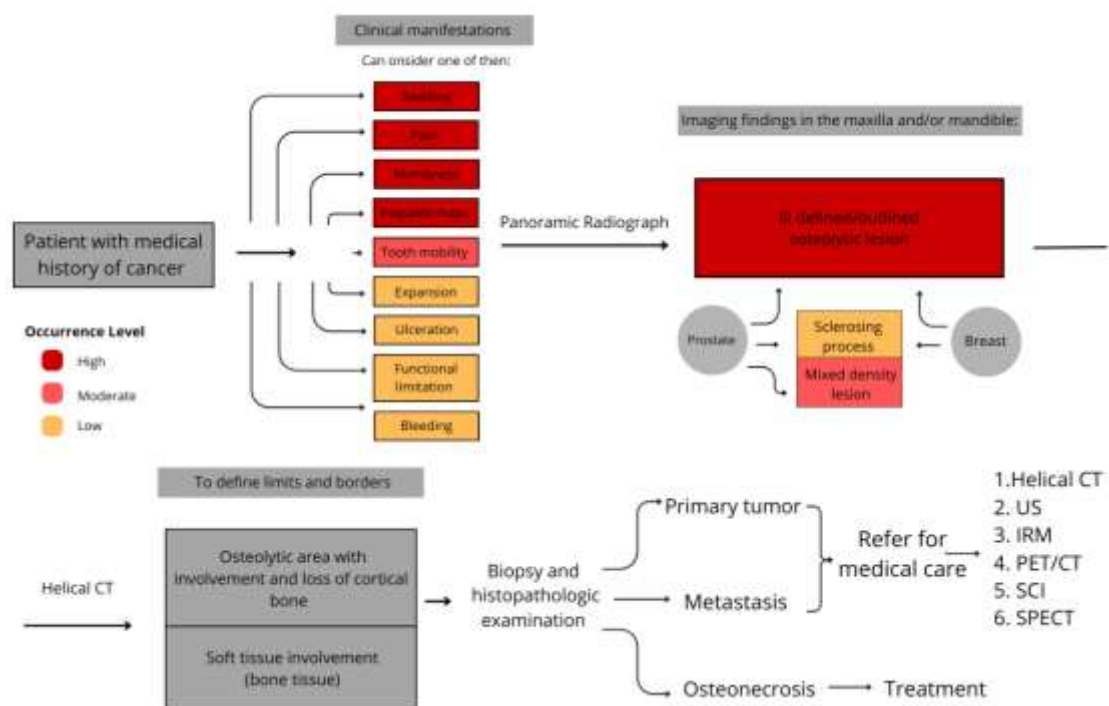 Clinical manifestations
Can onsider one of then:
Swelling
Pain
Numbness
Tooth mobility
Expansion
Ulceration
Functional
limitation
Bleeding
Patient with medical
history of cancer
Occurrence Level
High
Moderate
Low
Panoramic Radiograph
Imaging findings in the maxilla and/or mandible:
Ill defined/outlined
osteolytic lesion
Prostate
Sclerosing
process
Mixed density
lesion
Breast
Helical CT
To define limits and borders
Osteolytic area with
involvement and loss of cortical
bone
Soft tissue involvement
(bone tissue)
Biopsy and
histopathologic
examination
Primary tumor
Metastasis
Osteonecrosis
Treatment
Refer for
medical care
1.Helical CT
2. US
3. IRM
4. PET/CT
5. SCI
6. SPECT